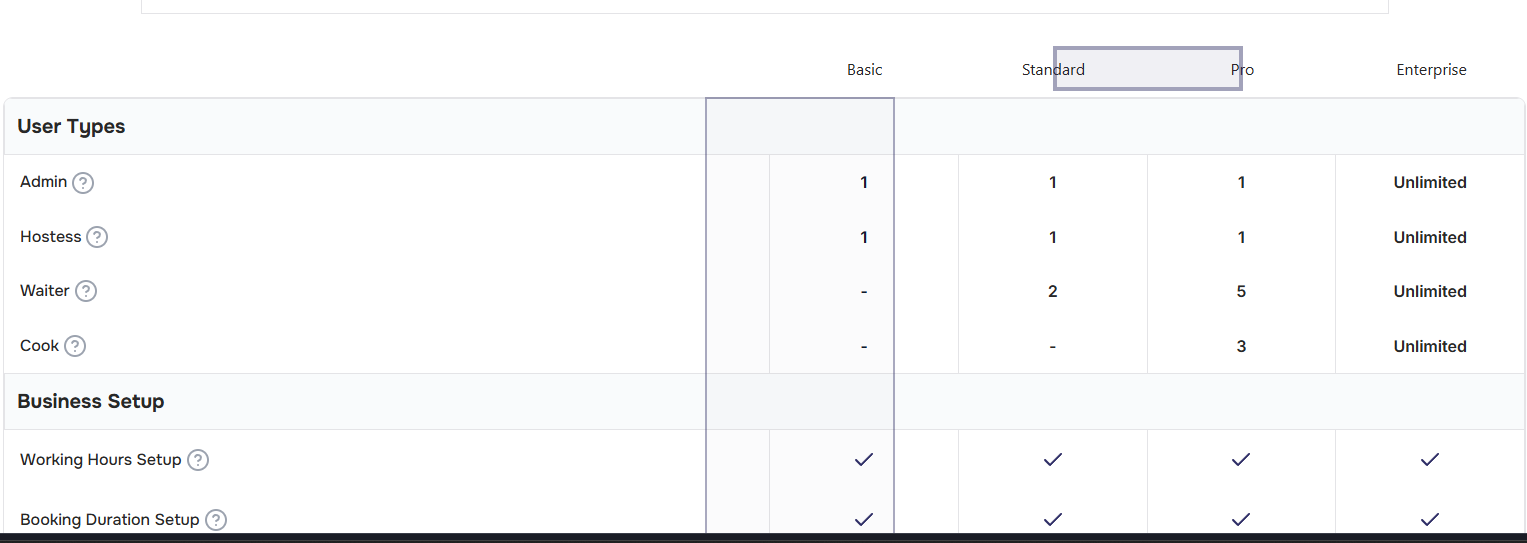 Basic Standard Pro Enterprise
User Types
Admin ? 1 1 1 Unlimited
Hostess ? 1 1 1 Unlimited
Waiter ? - 2 5 Unlimited
Cook ? - - 3 Unlimited
Business Setup
Working Hours Setup ?
Booking Duration Setup ?